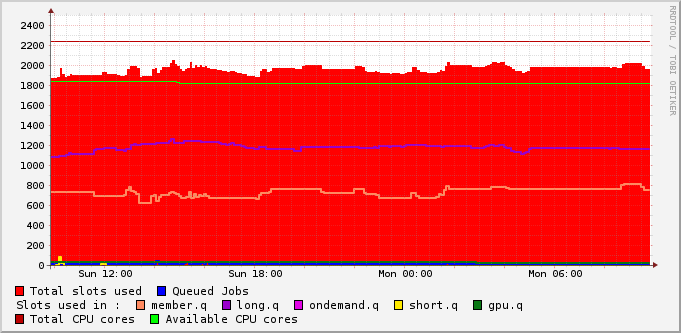 RRDTOOL / TOBI OETIKER
2400
2200
2000
1800
1600
1400
1200
1000
800
600
400
200
0
Sun 12:00 Sun 18:00 Mon 00:00 Mon 06:00
Total slots used Queued Jobs
Slots used in : member.q long.q ondemand.q short.q gpu.q
Total CPU cores Available CPU cores